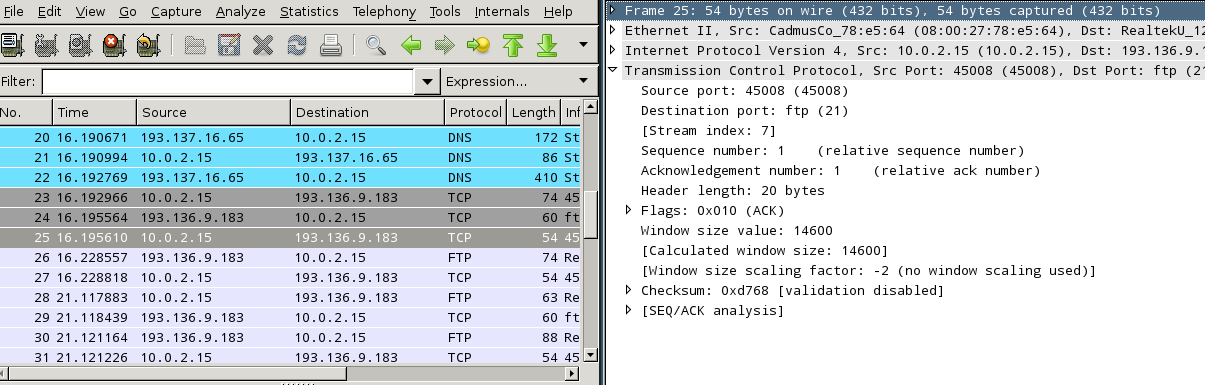 File Edit View Go Capture Analyze Statistics Telephony Tools Internals Help
Filter: Expression...
No. Time Source Destination Protocol Length Inf
20 16.190671 193.137.16.65 10.0.2.15 DNS 172 St
21 16.190994 10.0.2.15 193.137.16.65 DNS 86 St
22 16.192769 193.137.16.65 10.0.2.15 DNS 410 St
23 16.192966 10.0.2.15 193.136.9.183 TCP 74 45
24 16.195564 193.136.9.183 10.0.2.15 TCP 60 ft
25 16.195610 10.0.2.15 193.136.9.183 TCP 54 45
26 16.228557 193.136.9.183 10.0.2.15 FTP 74 Re
27 16.228818 10.0.2.15 193.136.9.183 TCP 54 45
28 21.117883 10.0.2.15 193.136.9.183 FTP 63 Re
29 21.118439 193.136.9.183 10.0.2.15 TCP 60 ft
30 21.121164 193.136.9.183 10.0.2.15 FTP 88 Re
31 21.121226 10.0.2.15 193.136.9.183 TCP 54 45
Frame 25: 54 bytes on wire (432 bits), 54 bytes captured (432 bits)
Ethernet II, Src: CadmusCo_78:e5:64 (08:00:27:78:e5:64), Dst: RealtekU_12
Internet Protocol Version 4, Src: 10.0.2.15 (10.0.2.15), Dst: 193.136.9.1
Transmission Control Protocol, Src Port: 45008 (45008), Dst Port: ftp (21
Source port: 45008 (45008)
Destination port: ftp (21)
[Stream index: 7]
Sequence number: 1 (relative sequence number)
Acknowledgement number: 1 (relative ack number)
Header length: 20 bytes
Flags: 0x010 (ACK)
Window size value: 14600
[Calculated window size: 14600]
[Window size scaling factor: -2 (no window scaling used)]
Checksum: 0xd768 [validation disabled]
[SEQ/ACK analysis]